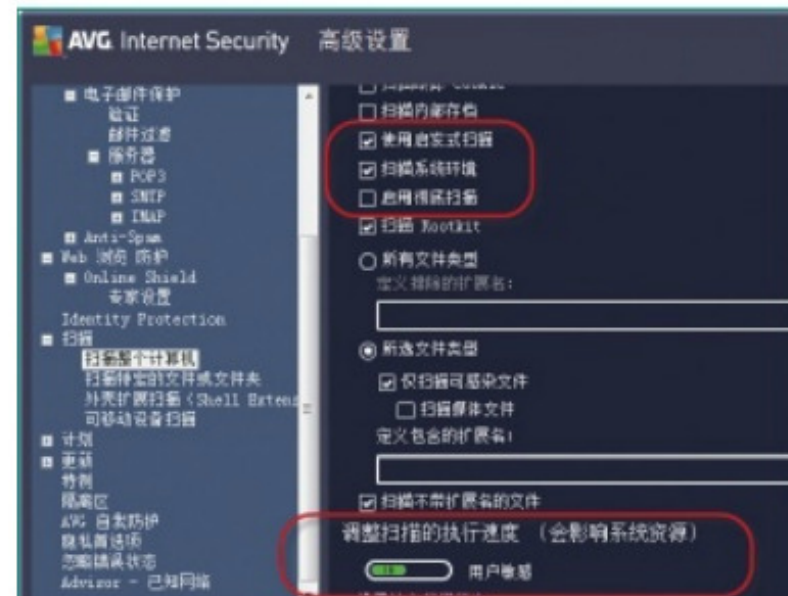 AVG. Internet Security 高级设置
电子邮件保护
验证
邮件过滤
服务器
POP3
SMTP
IMAP
Anti-Spam
Web 浏览 防护
Online Shield
专家设置
Identity Protection
扫描
扫描整个计算机
扫描特定的文件或文件夹
外壳扩展扫描（Shell Extens
可移动设备扫描
计划
更新
特例
隔离区
AVG 自我防护
隐私首选项
忽略错误状态
Advisor - 已知网络
扫描内部存档
使用启发式扫描
扫描系统环境
启用彻底扫描
扫描 Rootkit
所有文件类型
定义排除的扩展名:
所选文件类型
仅扫描可感染文件
扫描媒体文件
定义包含的扩展名:
扫描不带扩展名的文件
调整扫描的执行速度 （会影响系统资源）
用户敏感